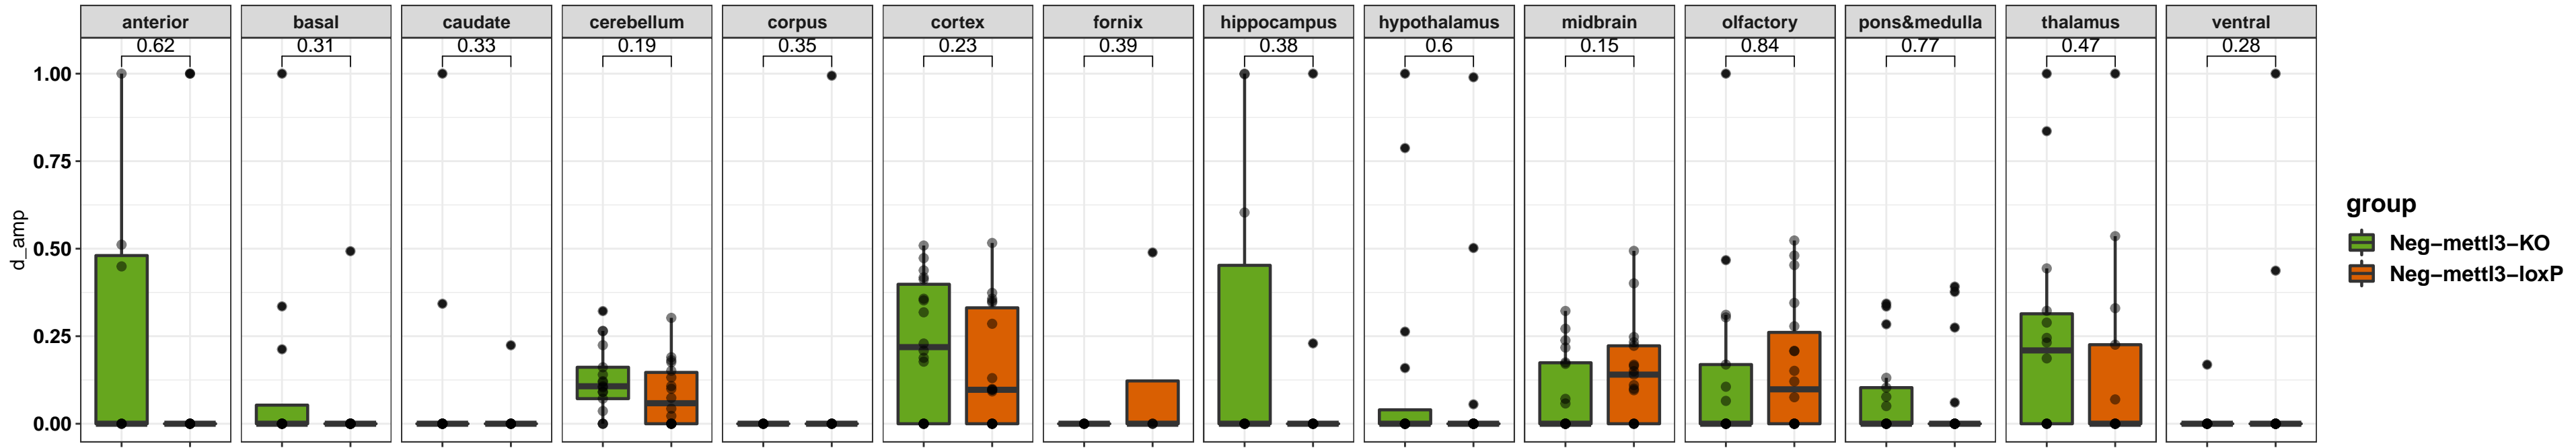 anterior basal caudate cerebellum corpus cortex fornix hippocampus hypothalamus midbrain olfactory pons&medulla thalamus ventral
0.62 0.31 0.33 0.19 0.35 0.23 0.39 0.38 0.6 0.15 0.84 0.77 0.47 0.28
1.00
0.75
0.50
0.25
0.00
d_amp
group
Neg−mettl3−KO
Neg−mettl3−loxP